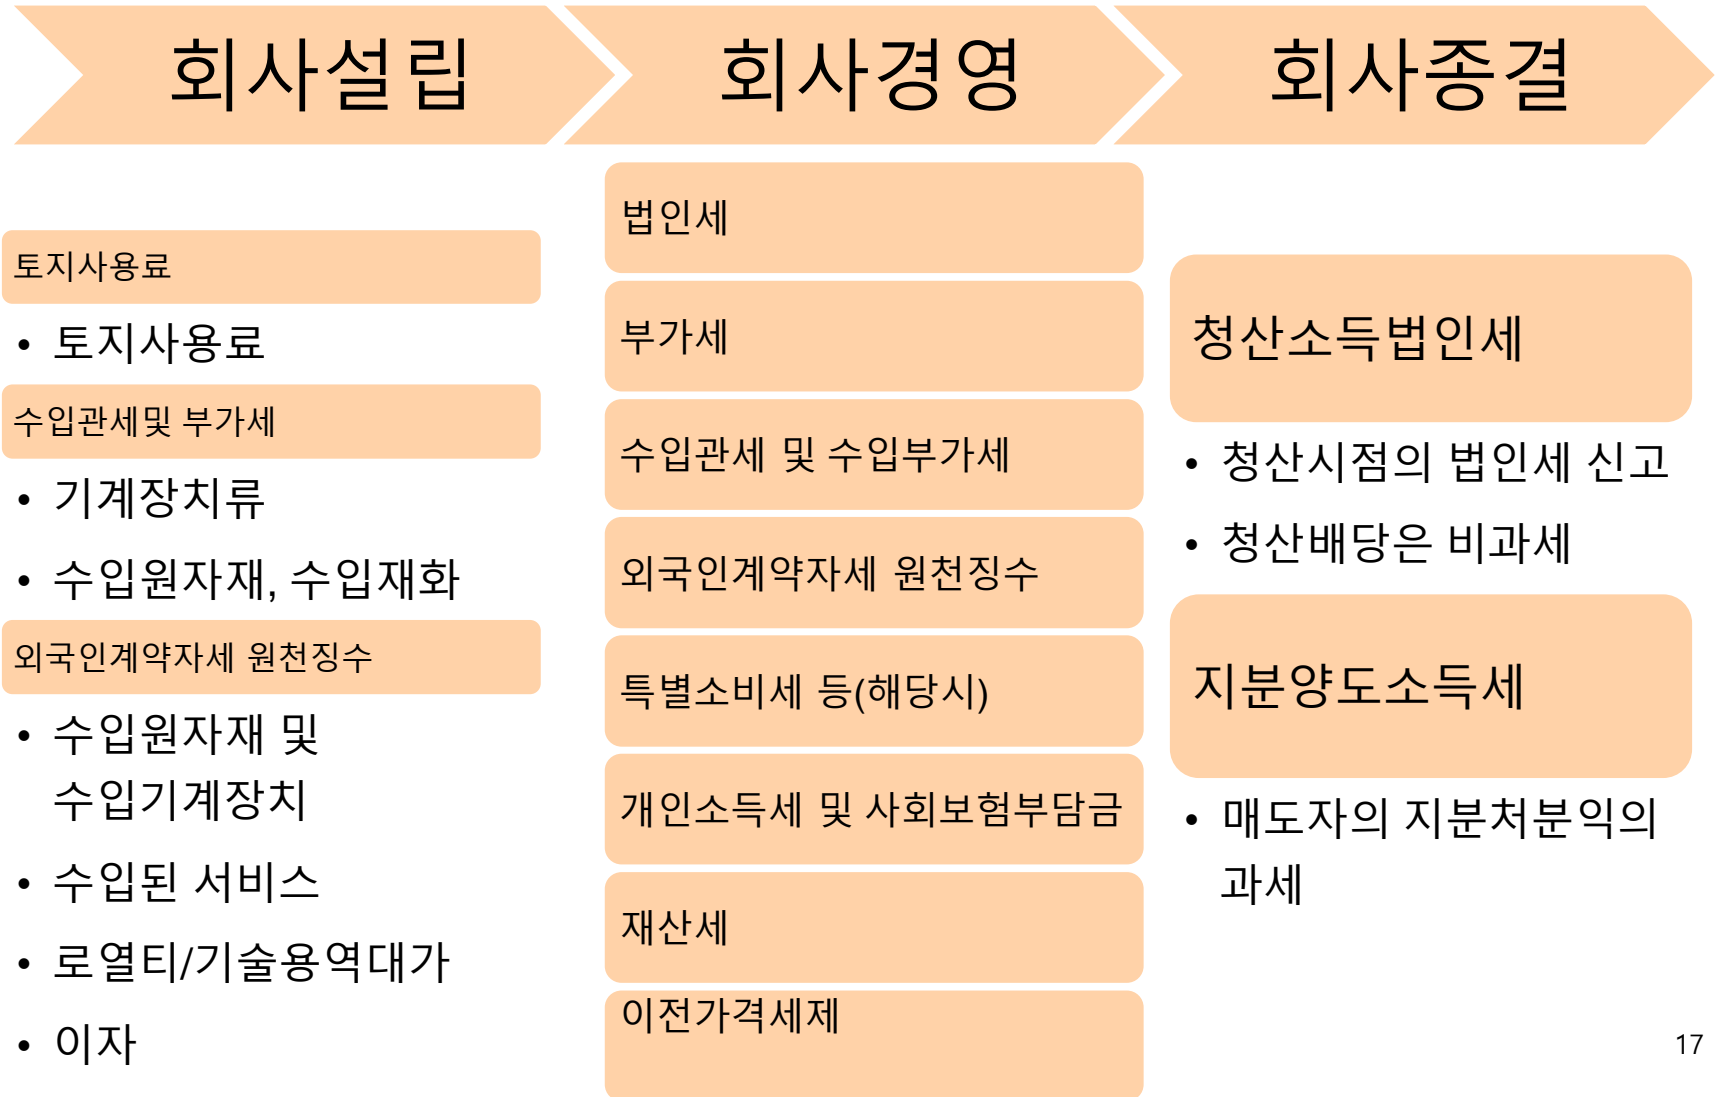 회사설립
회사경영
회사종결
토지사용료
• 토지사용료
수입관세및 부가세
• 기계장치류
• 수입원자재, 수입재화
외국인계약자세 원천징수
• 수입원자재 및
수입기계장치
• 수입된 서비스
• 로열티/기술용역대가
• 이자
법인세
부가세
수입관세 및 수입부가세
외국인계약자세 원천징수
특별소비세 등(해당시)
개인소득세 및 사회보험부담금
재산세
이전가격세제
청산소득법인세
• 청산시점의 법인세 신고
• 청산배당은 비과세
지분양도소득세
• 매도자의 지분처분익의
과세
17